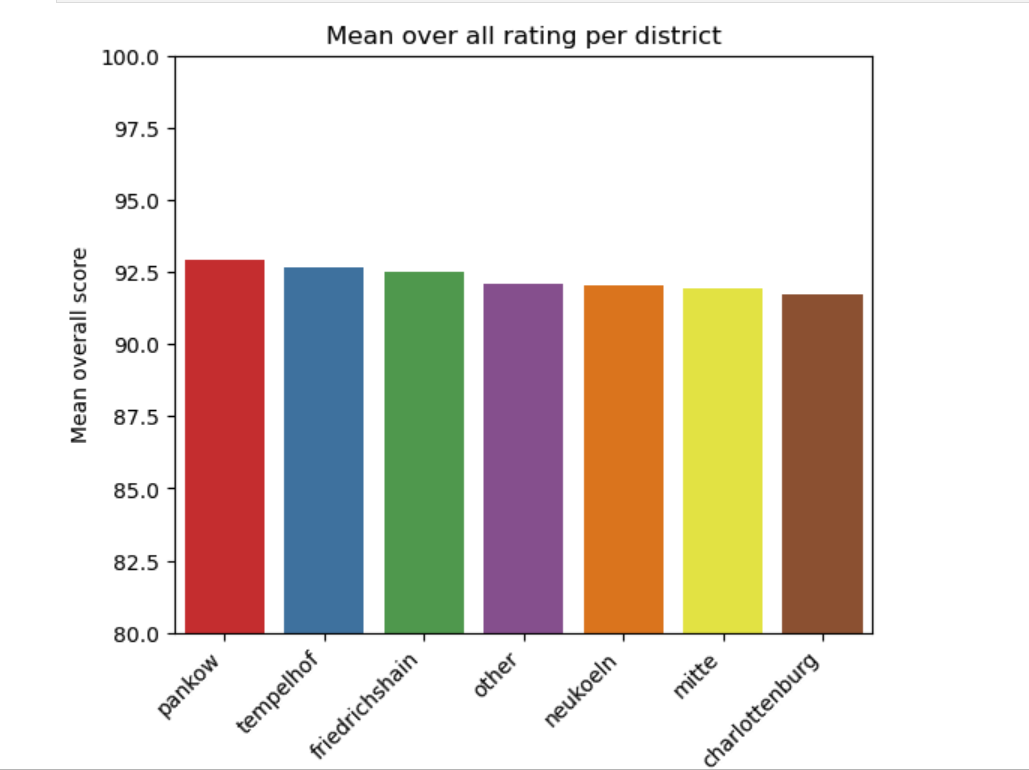 Mean over all rating per district
Mean overall score
100.0
97.5
95.0
92.5
90.0
87.5
85.0
82.5
80.0
pankow
tempelhof
friedrichshain
other
neukoeln
mitte
charlottenburg